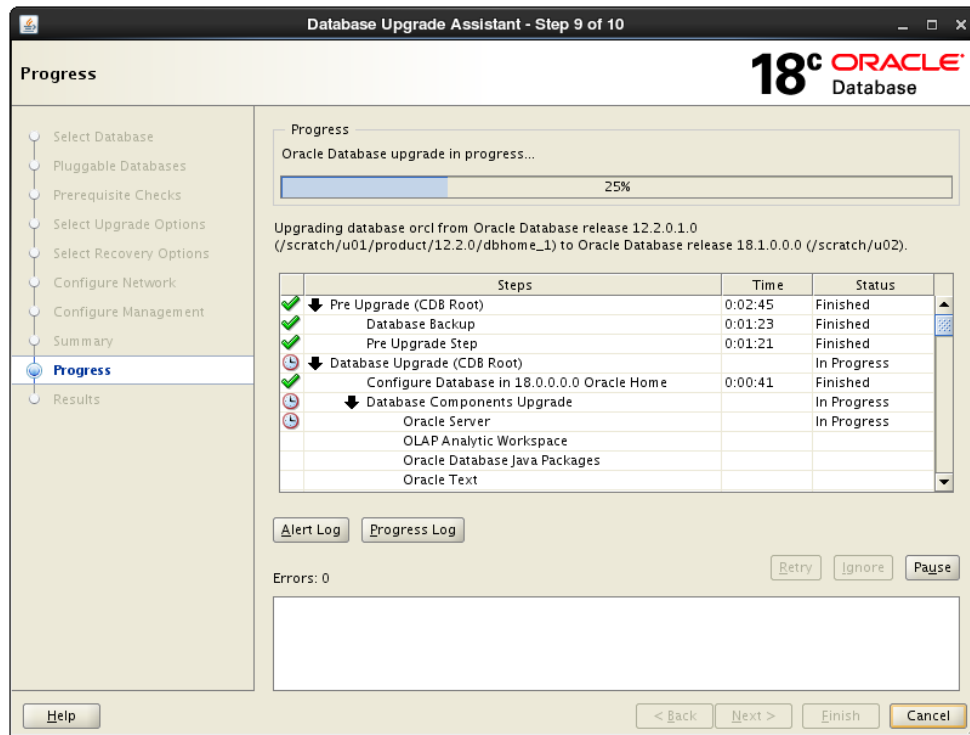 Database Upgrade Assistant - Step 9 of 10
Progress
18c ORACLE
Database
Select Database
Pluggable Databases
Prerequisite Checks
Select Upgrade Options
Select Recovery Options
Configure Network
Configure Management
Summary
Progress
Results
Progress
Oracle Database upgrade in progress...
25%
Upgrading database orcl from Oracle Database release 12.2.0.1.0
(/scratch/u01/product/12.2.0/dbhome_1) to Oracle Database release 18.1.0.0.0 (/scratch/u02).
Steps Time Status
Pre Upgrade (CDB Root) 0:02:45 Finished
Database Backup 0:01:23 Finished
Pre Upgrade Step 0:01:21 Finished
Database Upgrade (CDB Root) In Progress
Configure Database in 18.0.0.0.0 Oracle Home 0:00:41 Finished
Database Components Upgrade In Progress
Oracle Server In Progress
OLAP Analytic Workspace
Oracle Database Java Packages
Oracle Text
Alert Log Progress Log
Retry Ignore Pause
Errors: 0
Help < Back Next > Finish Cancel